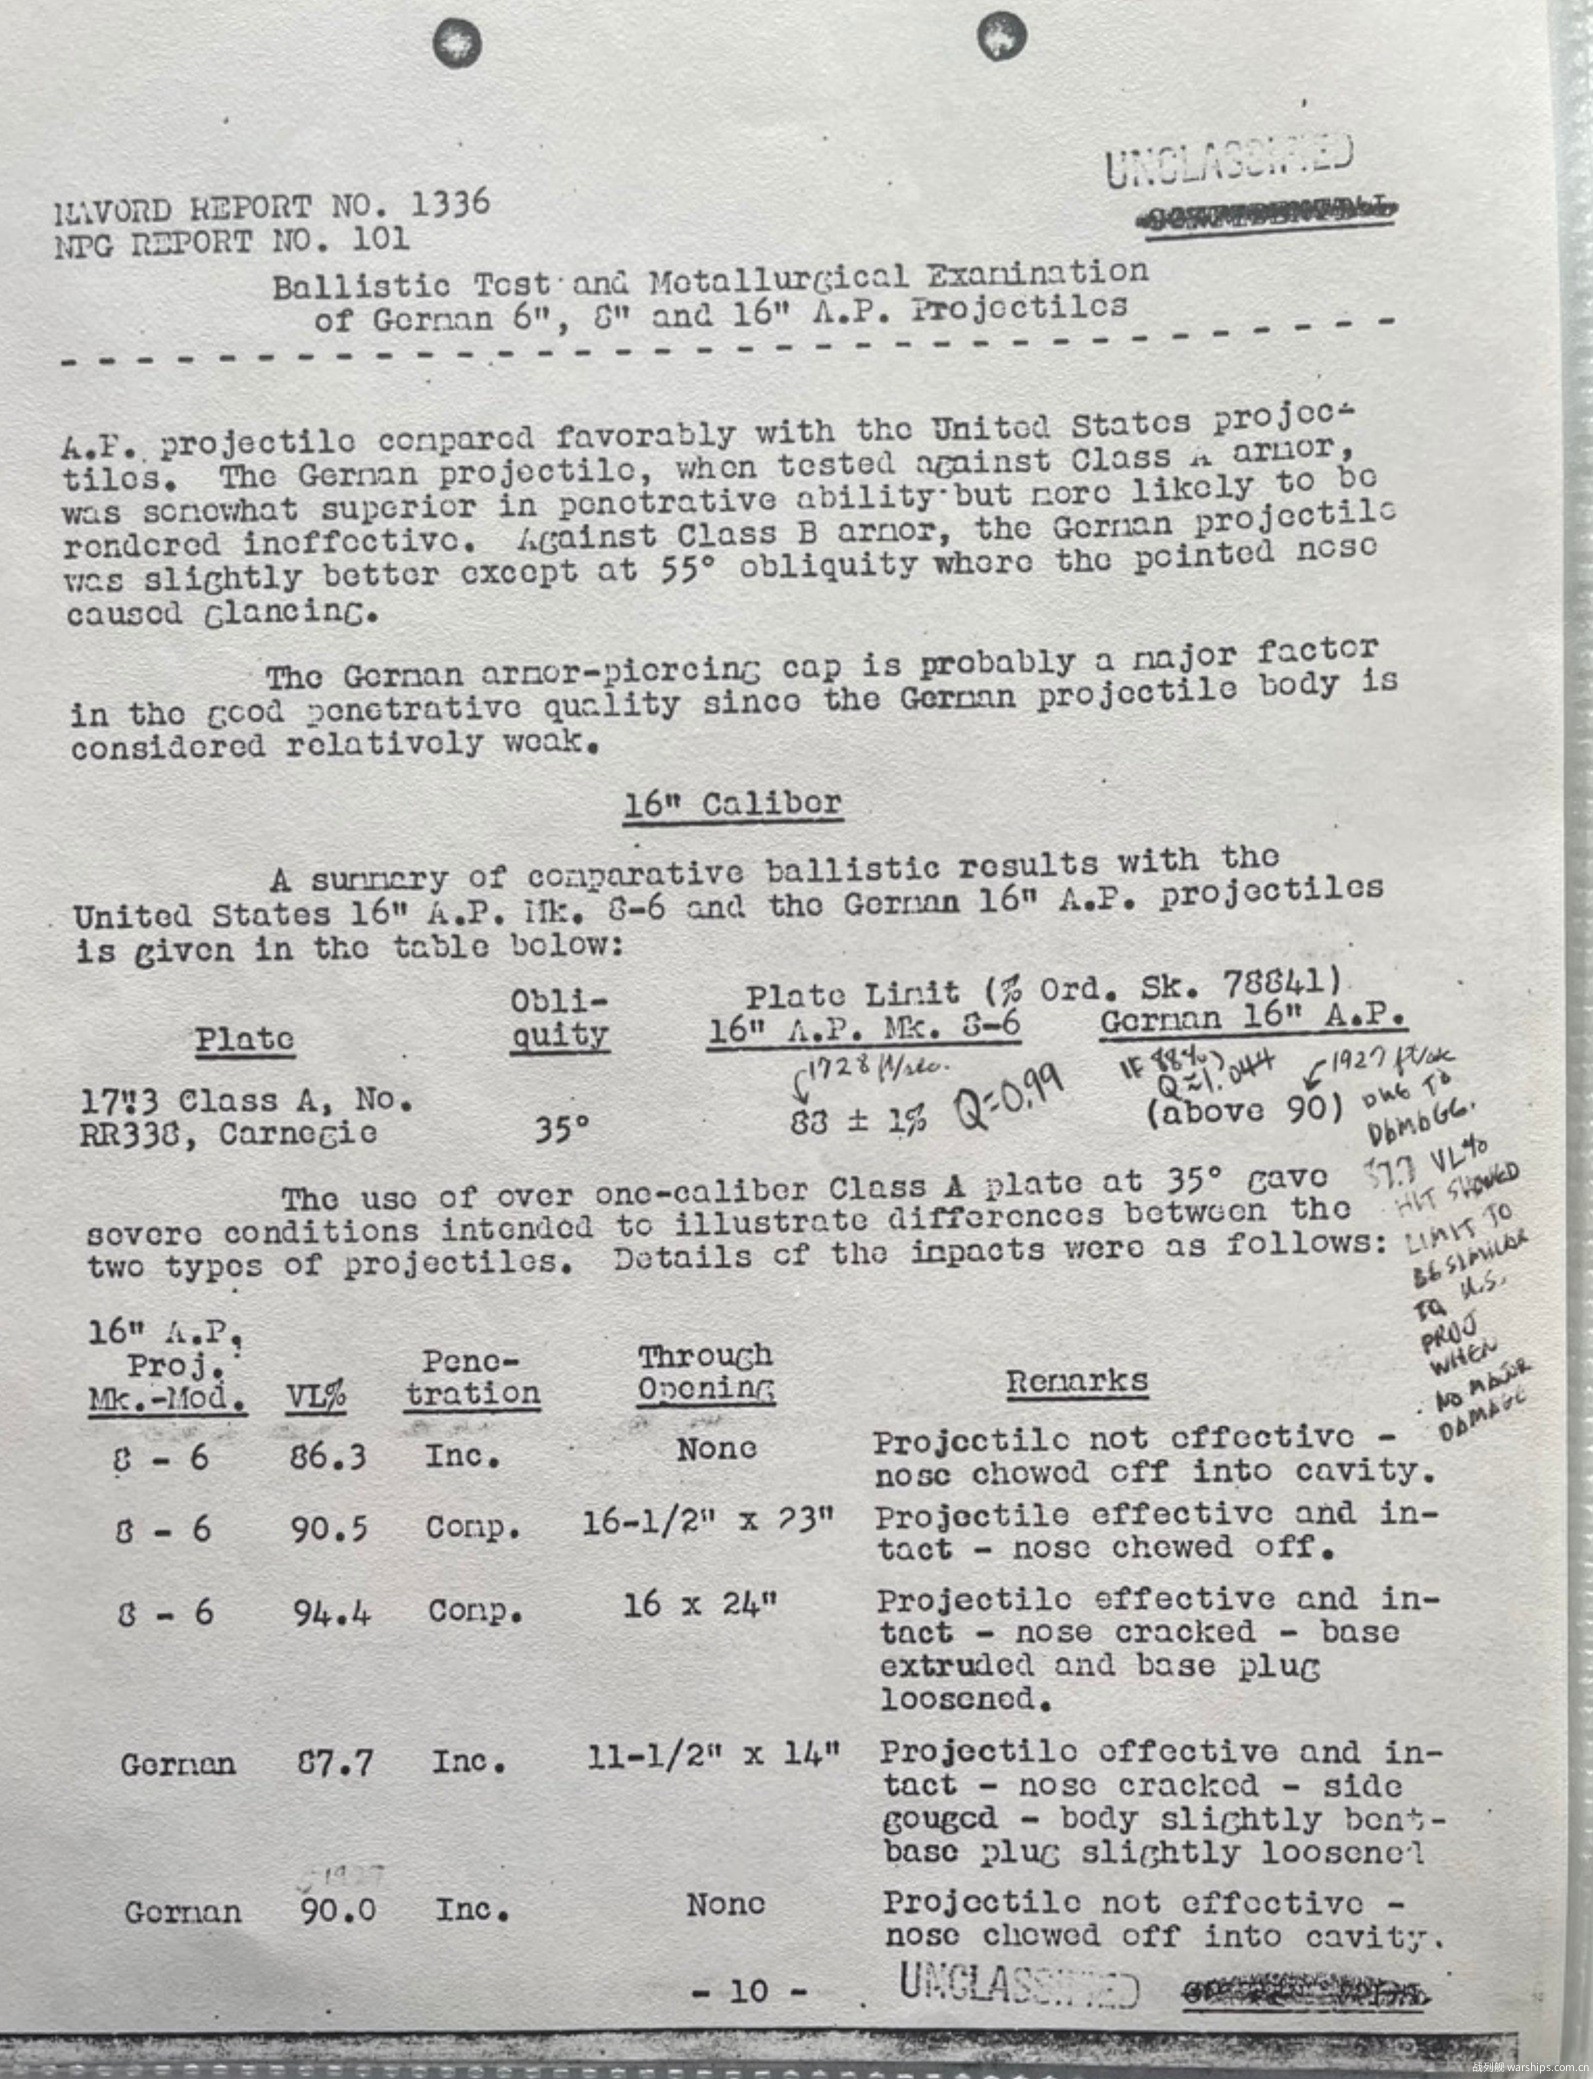 UNCLASSIFIED
NAVORD REPORT NO. 1336
NPG REPORT NO. 101
Ballistic Test and Metallurgical Examination
of German 6", 8" and 16" A.P. Projectiles
A.P. projectile compared favorably with the United States projec-
tiles. The German projectile, when tested against Class A armor,
was somewhat superior in penetrative ability but more likely to be
rendered ineffective. Against Class B armor, the German projectile
was slightly better except at 55° obliquity where the pointed nose
caused glancing.
The German armor-piercing cap is probably a major factor
in the good penetrative quality since the German projectile body is
considered relatively weak.
16" Caliber
A summary of comparative ballistic results with the
United States 16" A.P. Mk. 8-6 and the German 16" A.P. projectiles
is given in the table below:
Plate Obli-quity Plate Limit (% Ord. Sk. 78841)
16" A.P. Mk. 8-6 German 16" A.P.
1728 ft/sec. IF 88%) Q≈1.044 1927 ft/sec
17"3 Class A, No.
RR338, Carnegie 35° 88 ± 1% Q=0.99 (above 90) DUE TO
DAMAGE.
The use of over one-caliber Class A plate at 35° gave
severe conditions intended to illustrate differences between the
two types of projectiles. Details of the impacts were as follows:
VL%
HIT SHOWED
LIMIT TO
BE SIMILAR
TO U.S.
PROJ
WHEN
NO MAJOR
DAMAGE
16" A.P.
Proj. Pene- Through
Mk.-Mod. VL% tration Opening Remarks
8 - 6 86.3 Inc. None Projectile not effective -
nose chewed off into cavity.
8 - 6 90.5 Comp. 16-1/2" x 23" Projectile effective and in-
tact - nose chewed off.
8 - 6 94.4 Comp. 16 x 24" Projectile effective and in-
tact - nose cracked - base
extruded and base plug
loosened.
German 87.7 Inc. 11-1/2" x 14" Projectile effective and in-
tact - nose cracked - side
gouged - body slightly bent-
base plug slightly loosened
1927
German 90.0 Inc. None Projectile not effective -
nose chewed off into cavity.
- 10 -
UNCLASSIFIED
战列舰 warships.com.cn